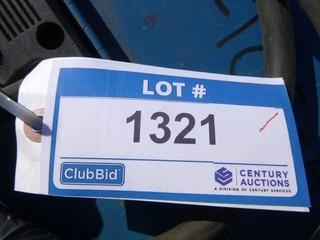 LOT #
1321
ClubBid
CENTURY
AUCTIONS
A DIVISION OF CENTURY SERVICES